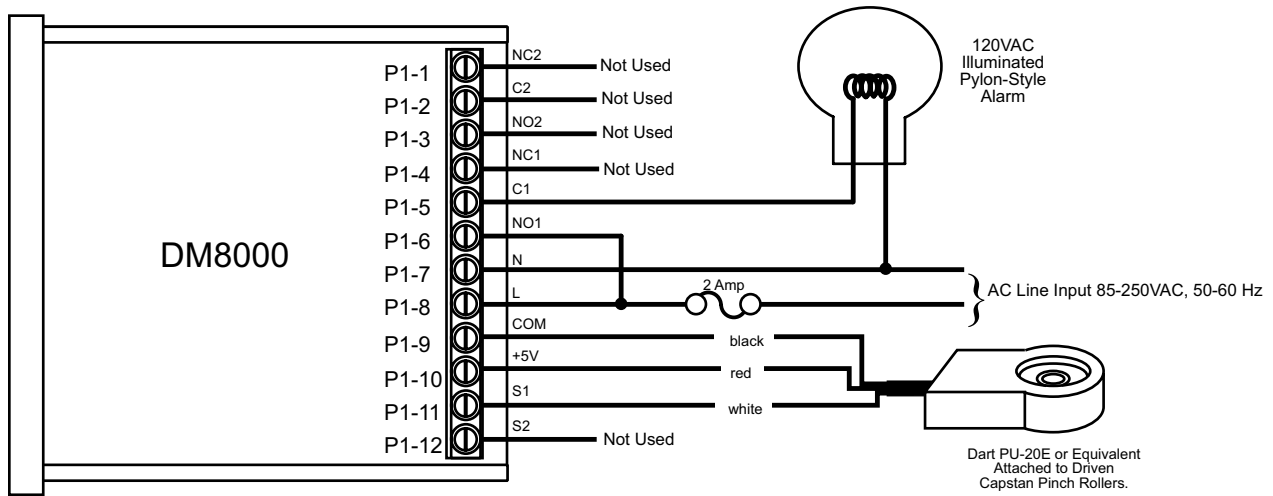 120VAC
Illuminated
Pylon-Style
Alarm
DM8000
P1-1 NC2 Not Used
P1-2 C2 Not Used
P1-3 NO2 Not Used
P1-4 NC1 Not Used
P1-5 C1
P1-6 NO1
P1-7 N
P1-8 L 2 Amp
AC Line Input 85-250VAC, 50-60 Hz
P1-9 COM black
P1-10 +5V red
P1-11 S1 white
P1-12 S2 Not Used
Dart PU-20E or Equivalent
Attached to Driven
Capstan Pinch Rollers.